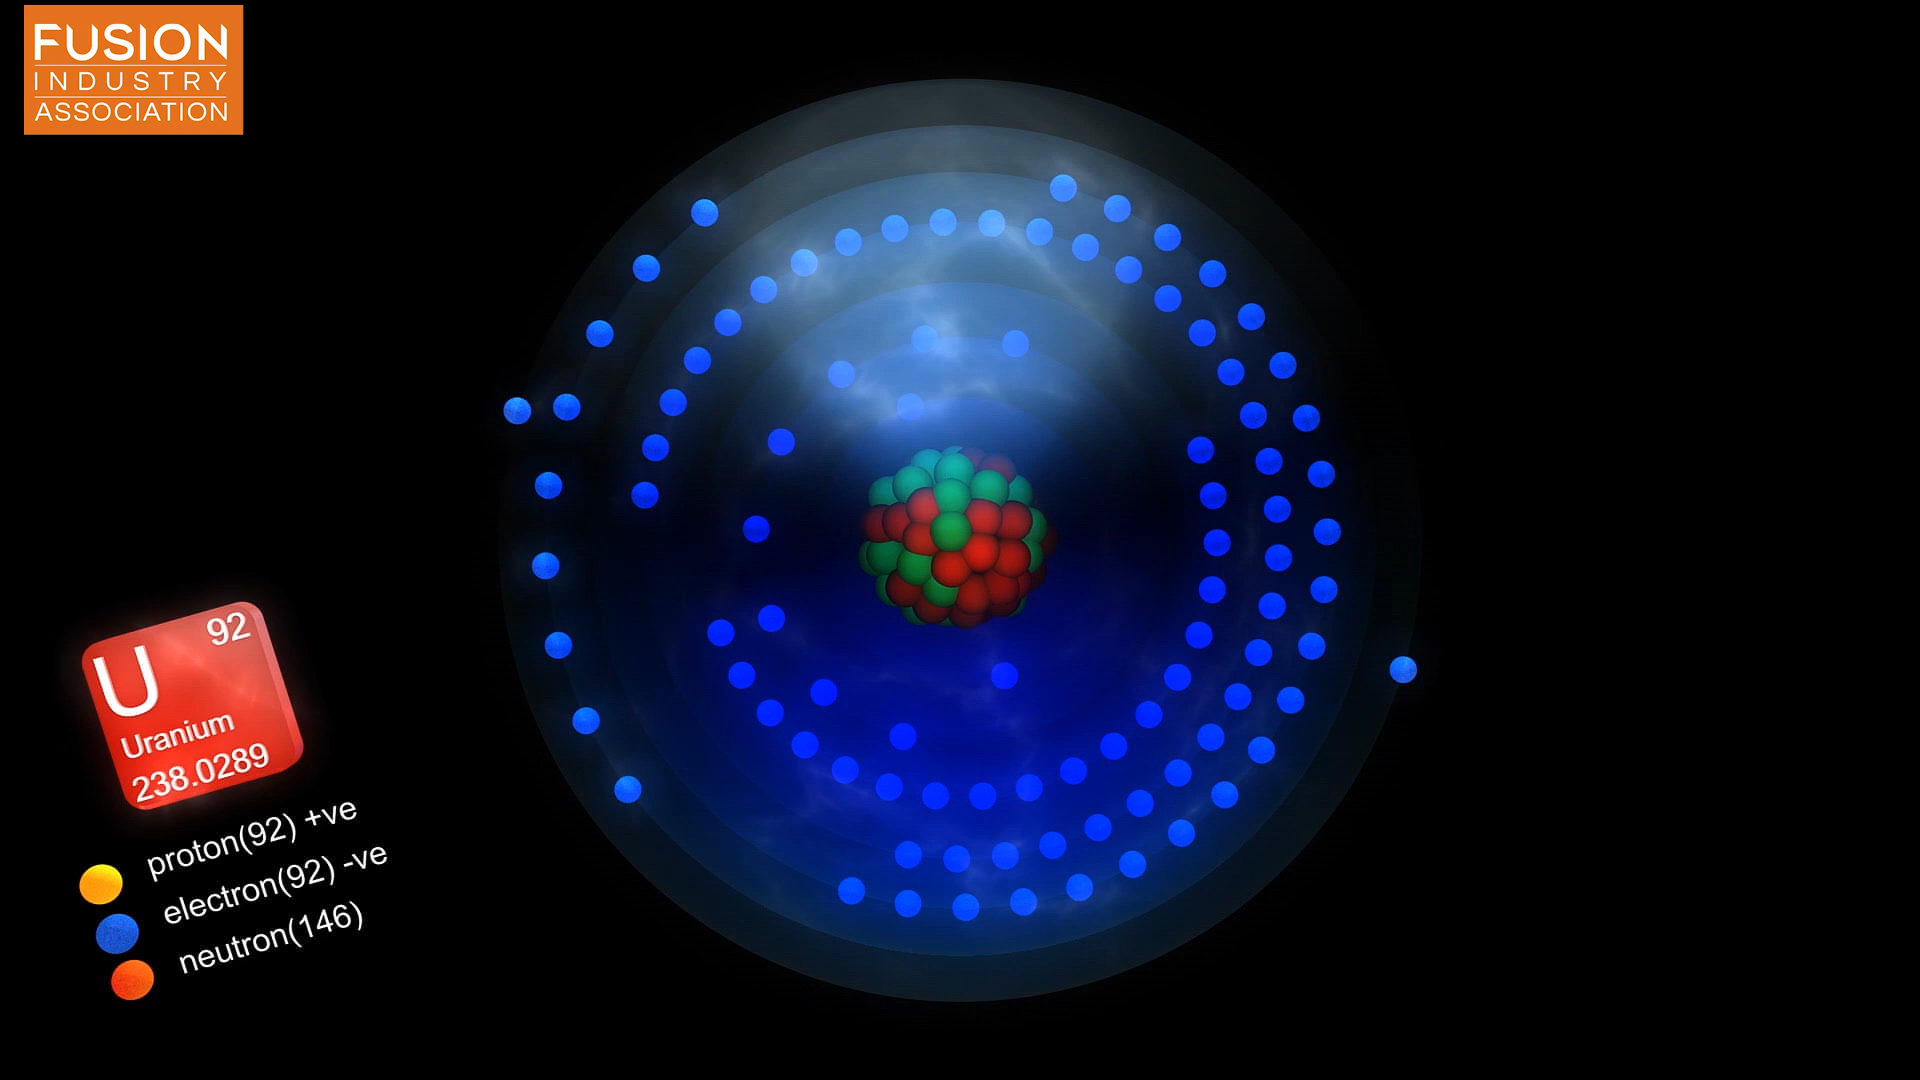 FUSION
INDUSTRY
ASSOCIATION
92
U
Uranium
238.0289
proton(92) +ve
electron(92) -ve
neutron(146)